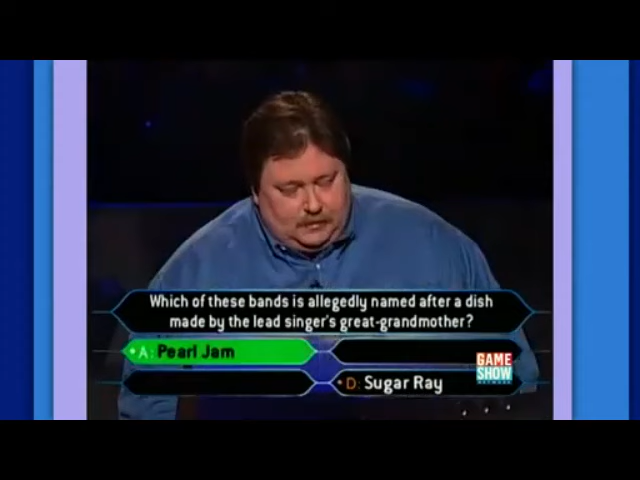 Which of these bands is allegedly named after a dish
made by the lead singer's great-grandmother?
A: Pearl Jam
D: Sugar Ray
GAME
SHOW
NETWORK